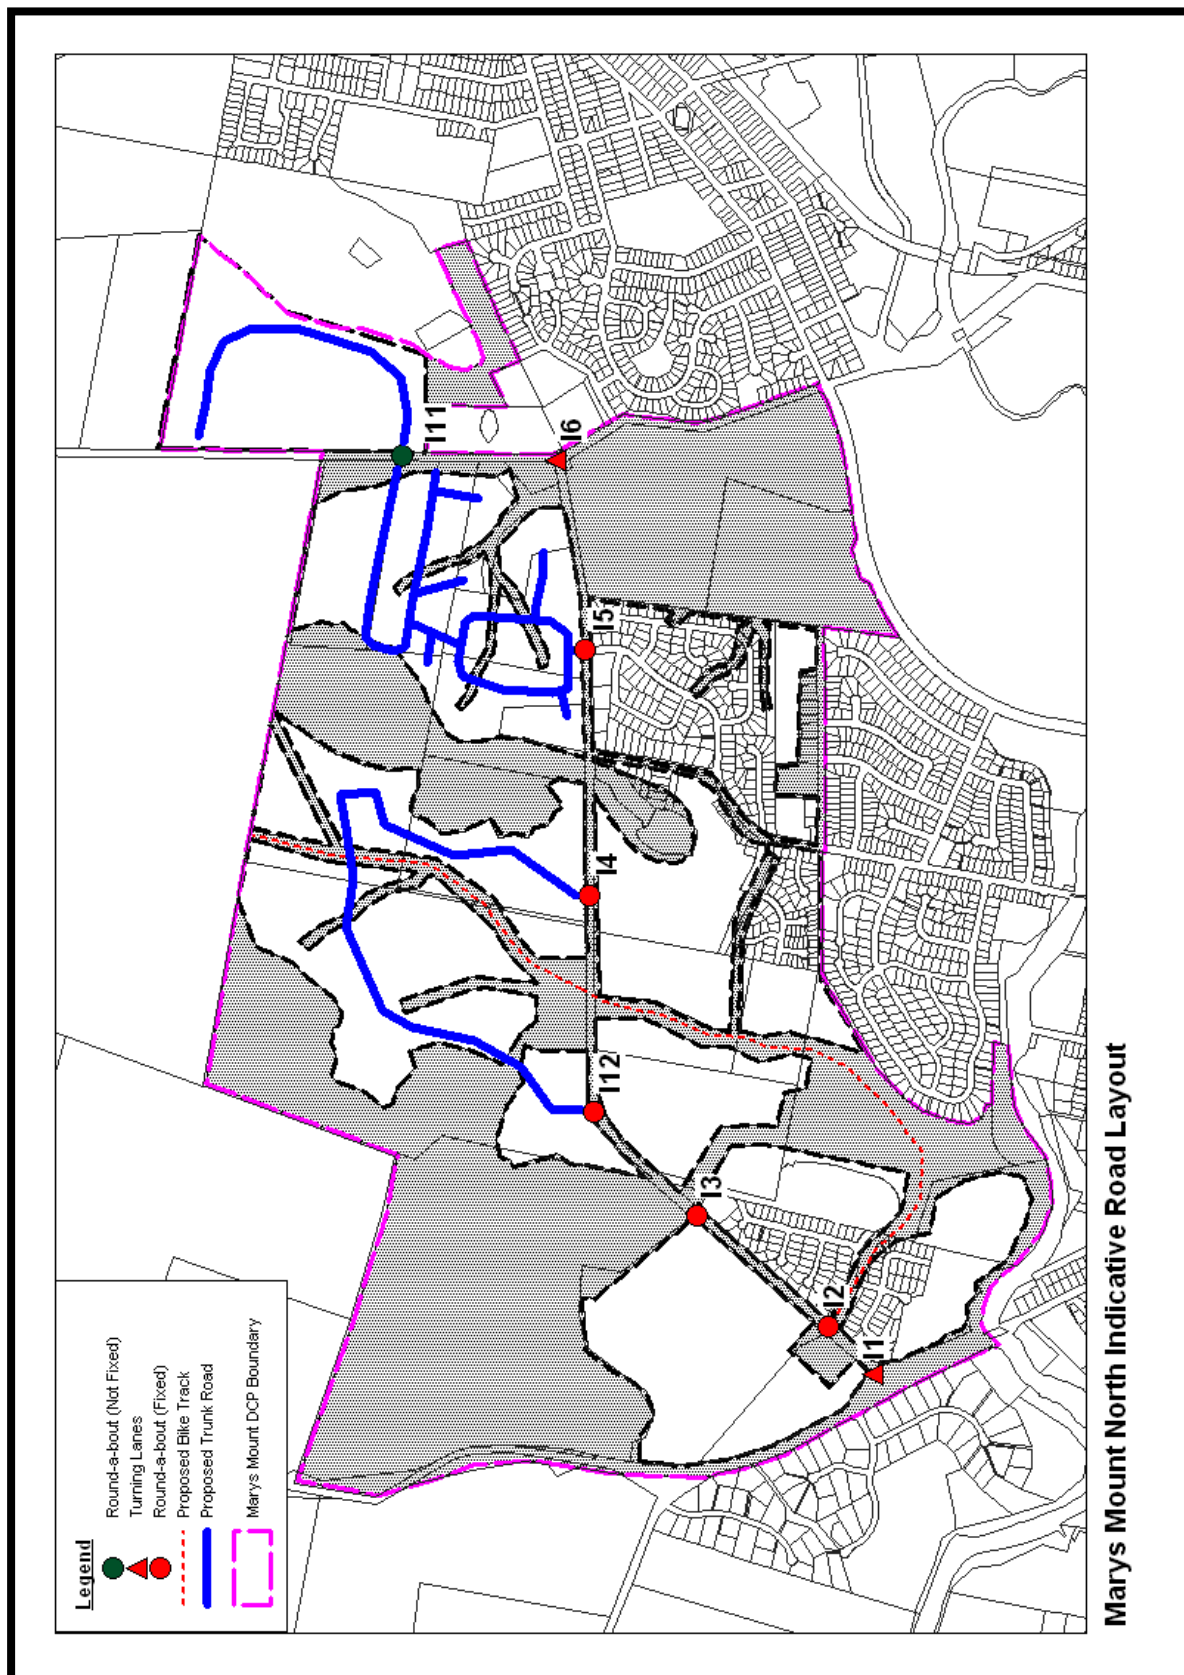 Legend
Round-a-bout (Not Fixed)
Turning Lanes
Round-a-bout (Fixed)
Proposed Bike Track
Proposed Trunk Road
Marys Mount DCP Boundary
I11
I6
I5
I4
I12
I3
I2
I1
Marys Mount North Indicative Road Layout